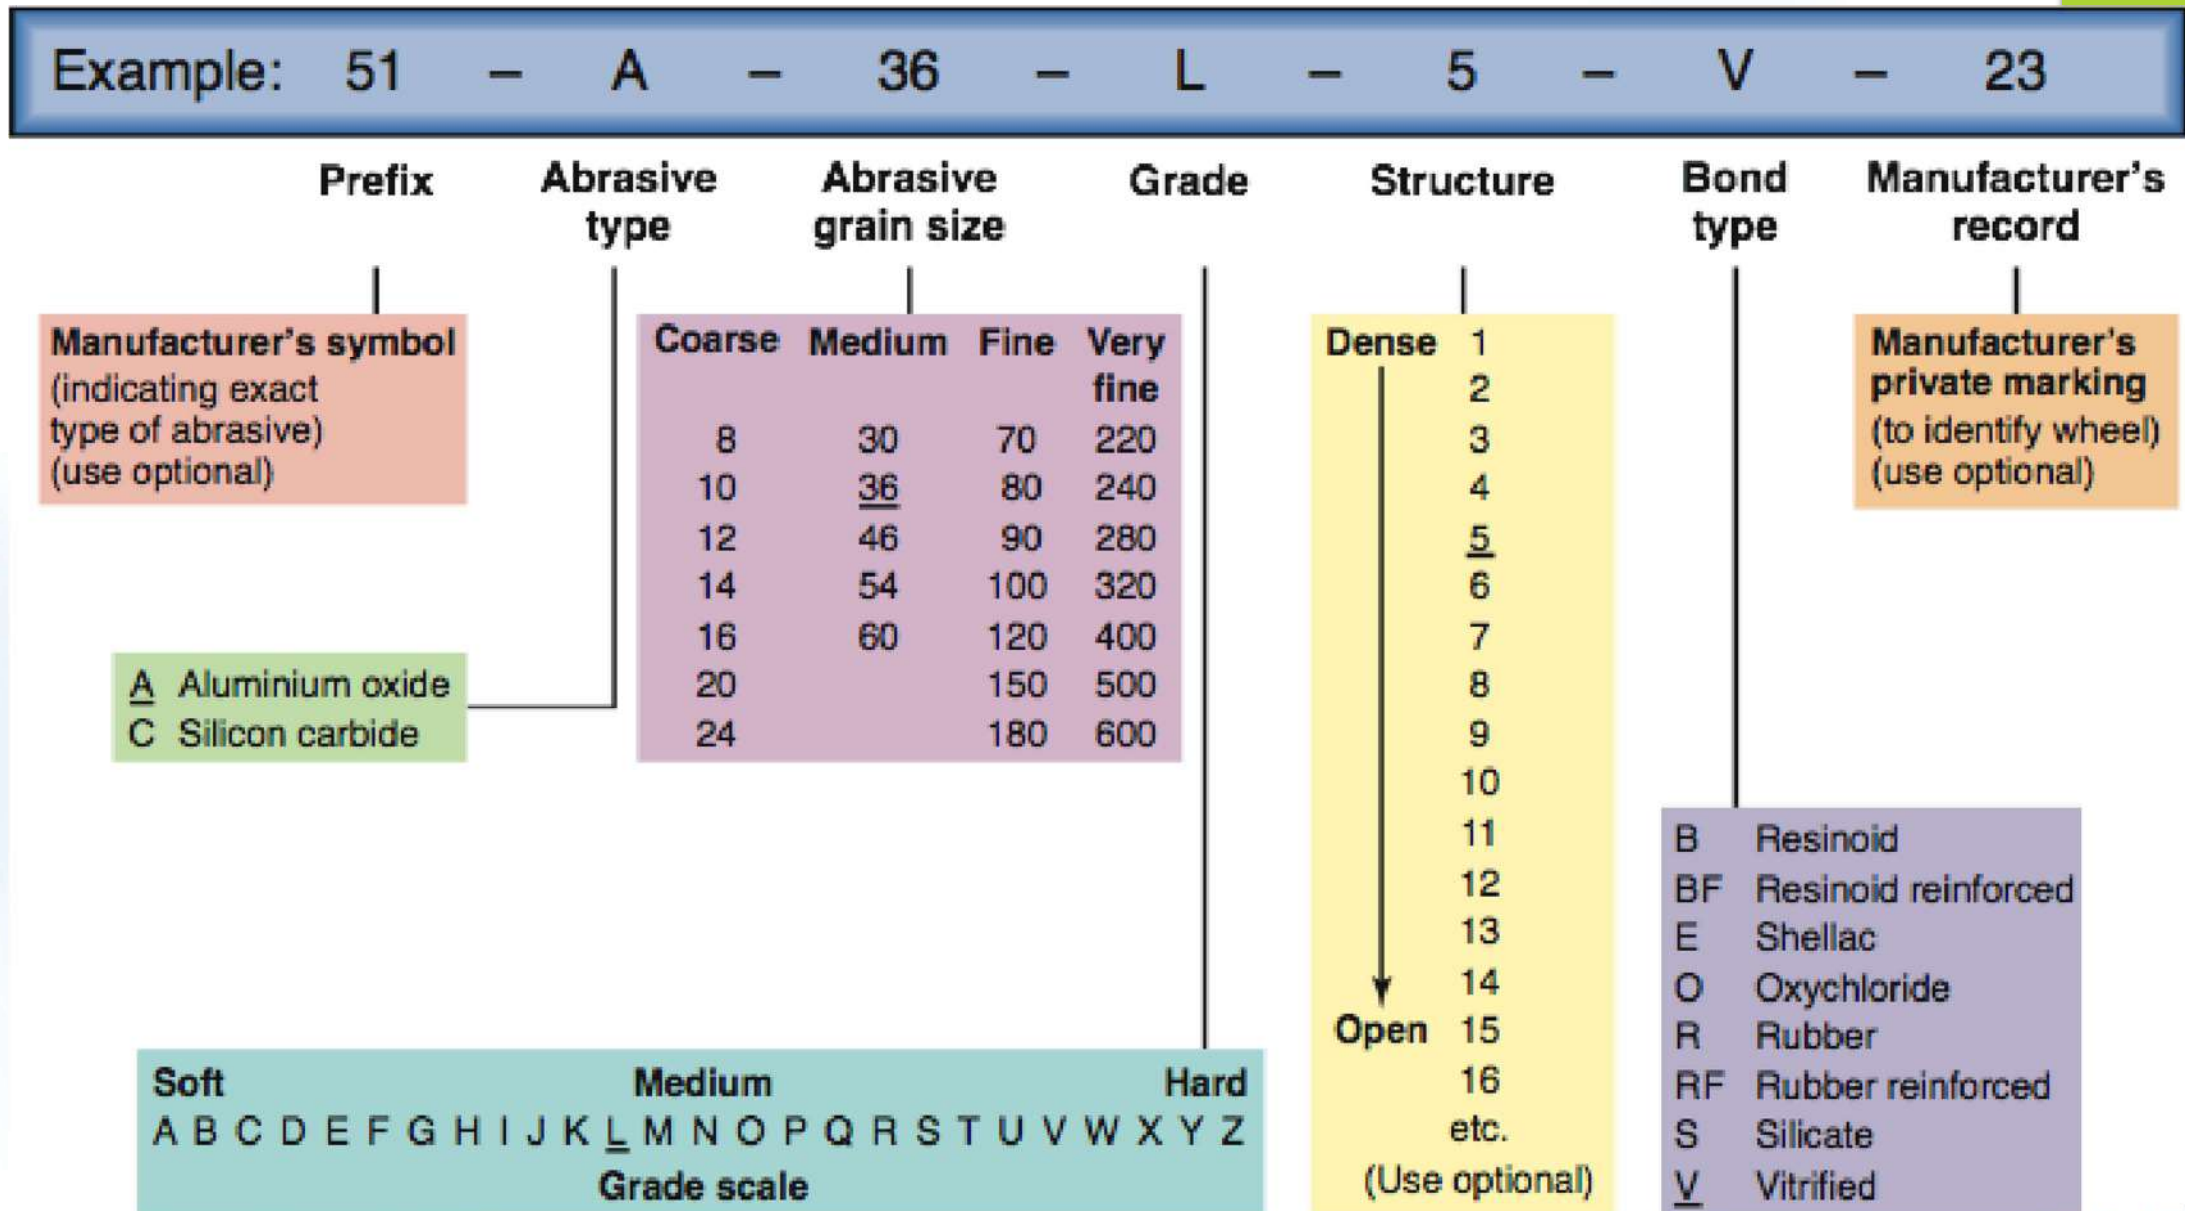 Example: 51 – A – 36 – L – 5 – V – 23
Prefix
Abrasive
type
Abrasive
grain size
Grade
Structure
Bond
type
Manufacturer's
record
Manufacturer's symbol
(indicating exact
type of abrasive)
(use optional)
A Aluminium oxide
C Silicon carbide
Coarse Medium Fine Very
fine
8 30 70 220
10 36 80 240
12 46 90 280
14 54 100 320
16 60 120 400
20 150 500
24 180 600
Soft Medium Hard
A B C D E F G H I J K L M N O P Q R S T U V W X Y Z
Grade scale
Dense 1
2
3
4
5
6
7
8
9
10
11
12
13
14
Open 15
16
etc.
(Use optional)
B Resinoid
BF Resinoid reinforced
E Shellac
O Oxychloride
R Rubber
RF Rubber reinforced
S Silicate
V Vitrified
Manufacturer's
private marking
(to identify wheel)
(use optional)